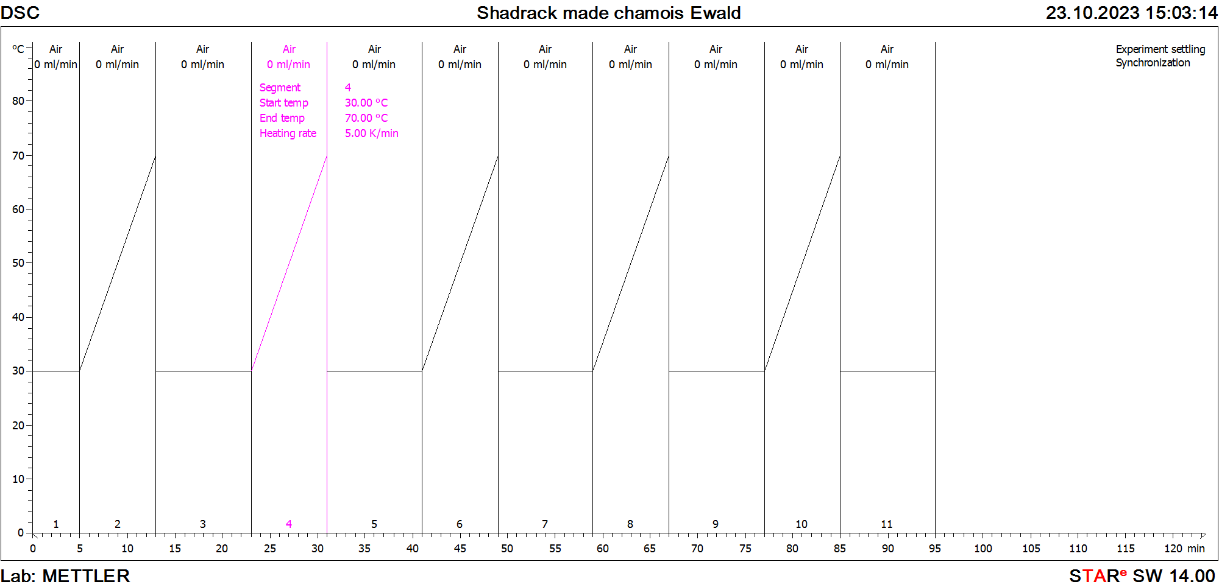 DSC Shadrack made chamois Ewald 23.10.2023 15:03:14
°C Air Air Air Air Air Air Air Air Air Air Air Experiment settling
0 ml/min 0 ml/min 0 ml/min 0 ml/min 0 ml/min 0 ml/min 0 ml/min 0 ml/min 0 ml/min 0 ml/min 0 ml/min Synchronization
Segment 4
Start temp 30.00 °C
End temp 70.00 °C
Heating rate 5.00 K/min
80
70
60
50
40
30
20
10
0
1 2 3 4 5 6 7 8 9 10 11
0 5 10 15 20 25 30 35 40 45 50 55 60 65 70 75 80 85 90 95 100 105 110 115 120 min
Lab: METTLER STARe SW 14.00